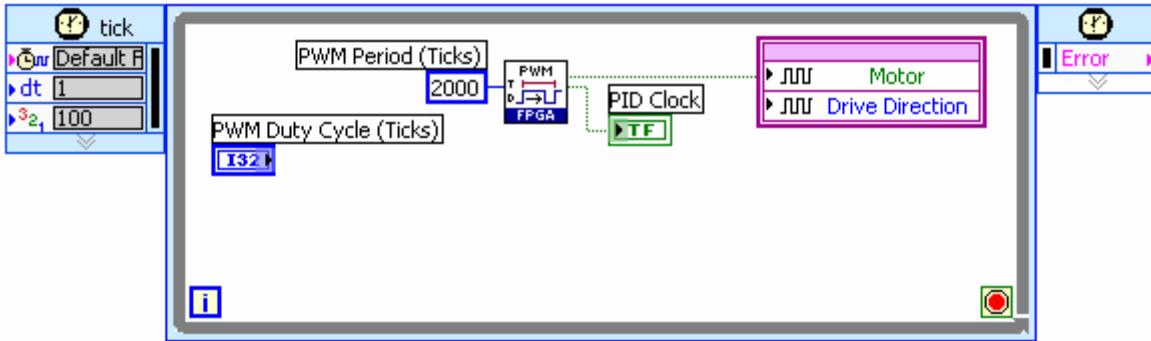 tick
Default F
dt 1
321 100
PWM Period (Ticks)
2000
PWM
T
D
FPGA
PID Clock
TF
PWM Duty Cycle (Ticks)
I32
Motor
Drive Direction
i
Error